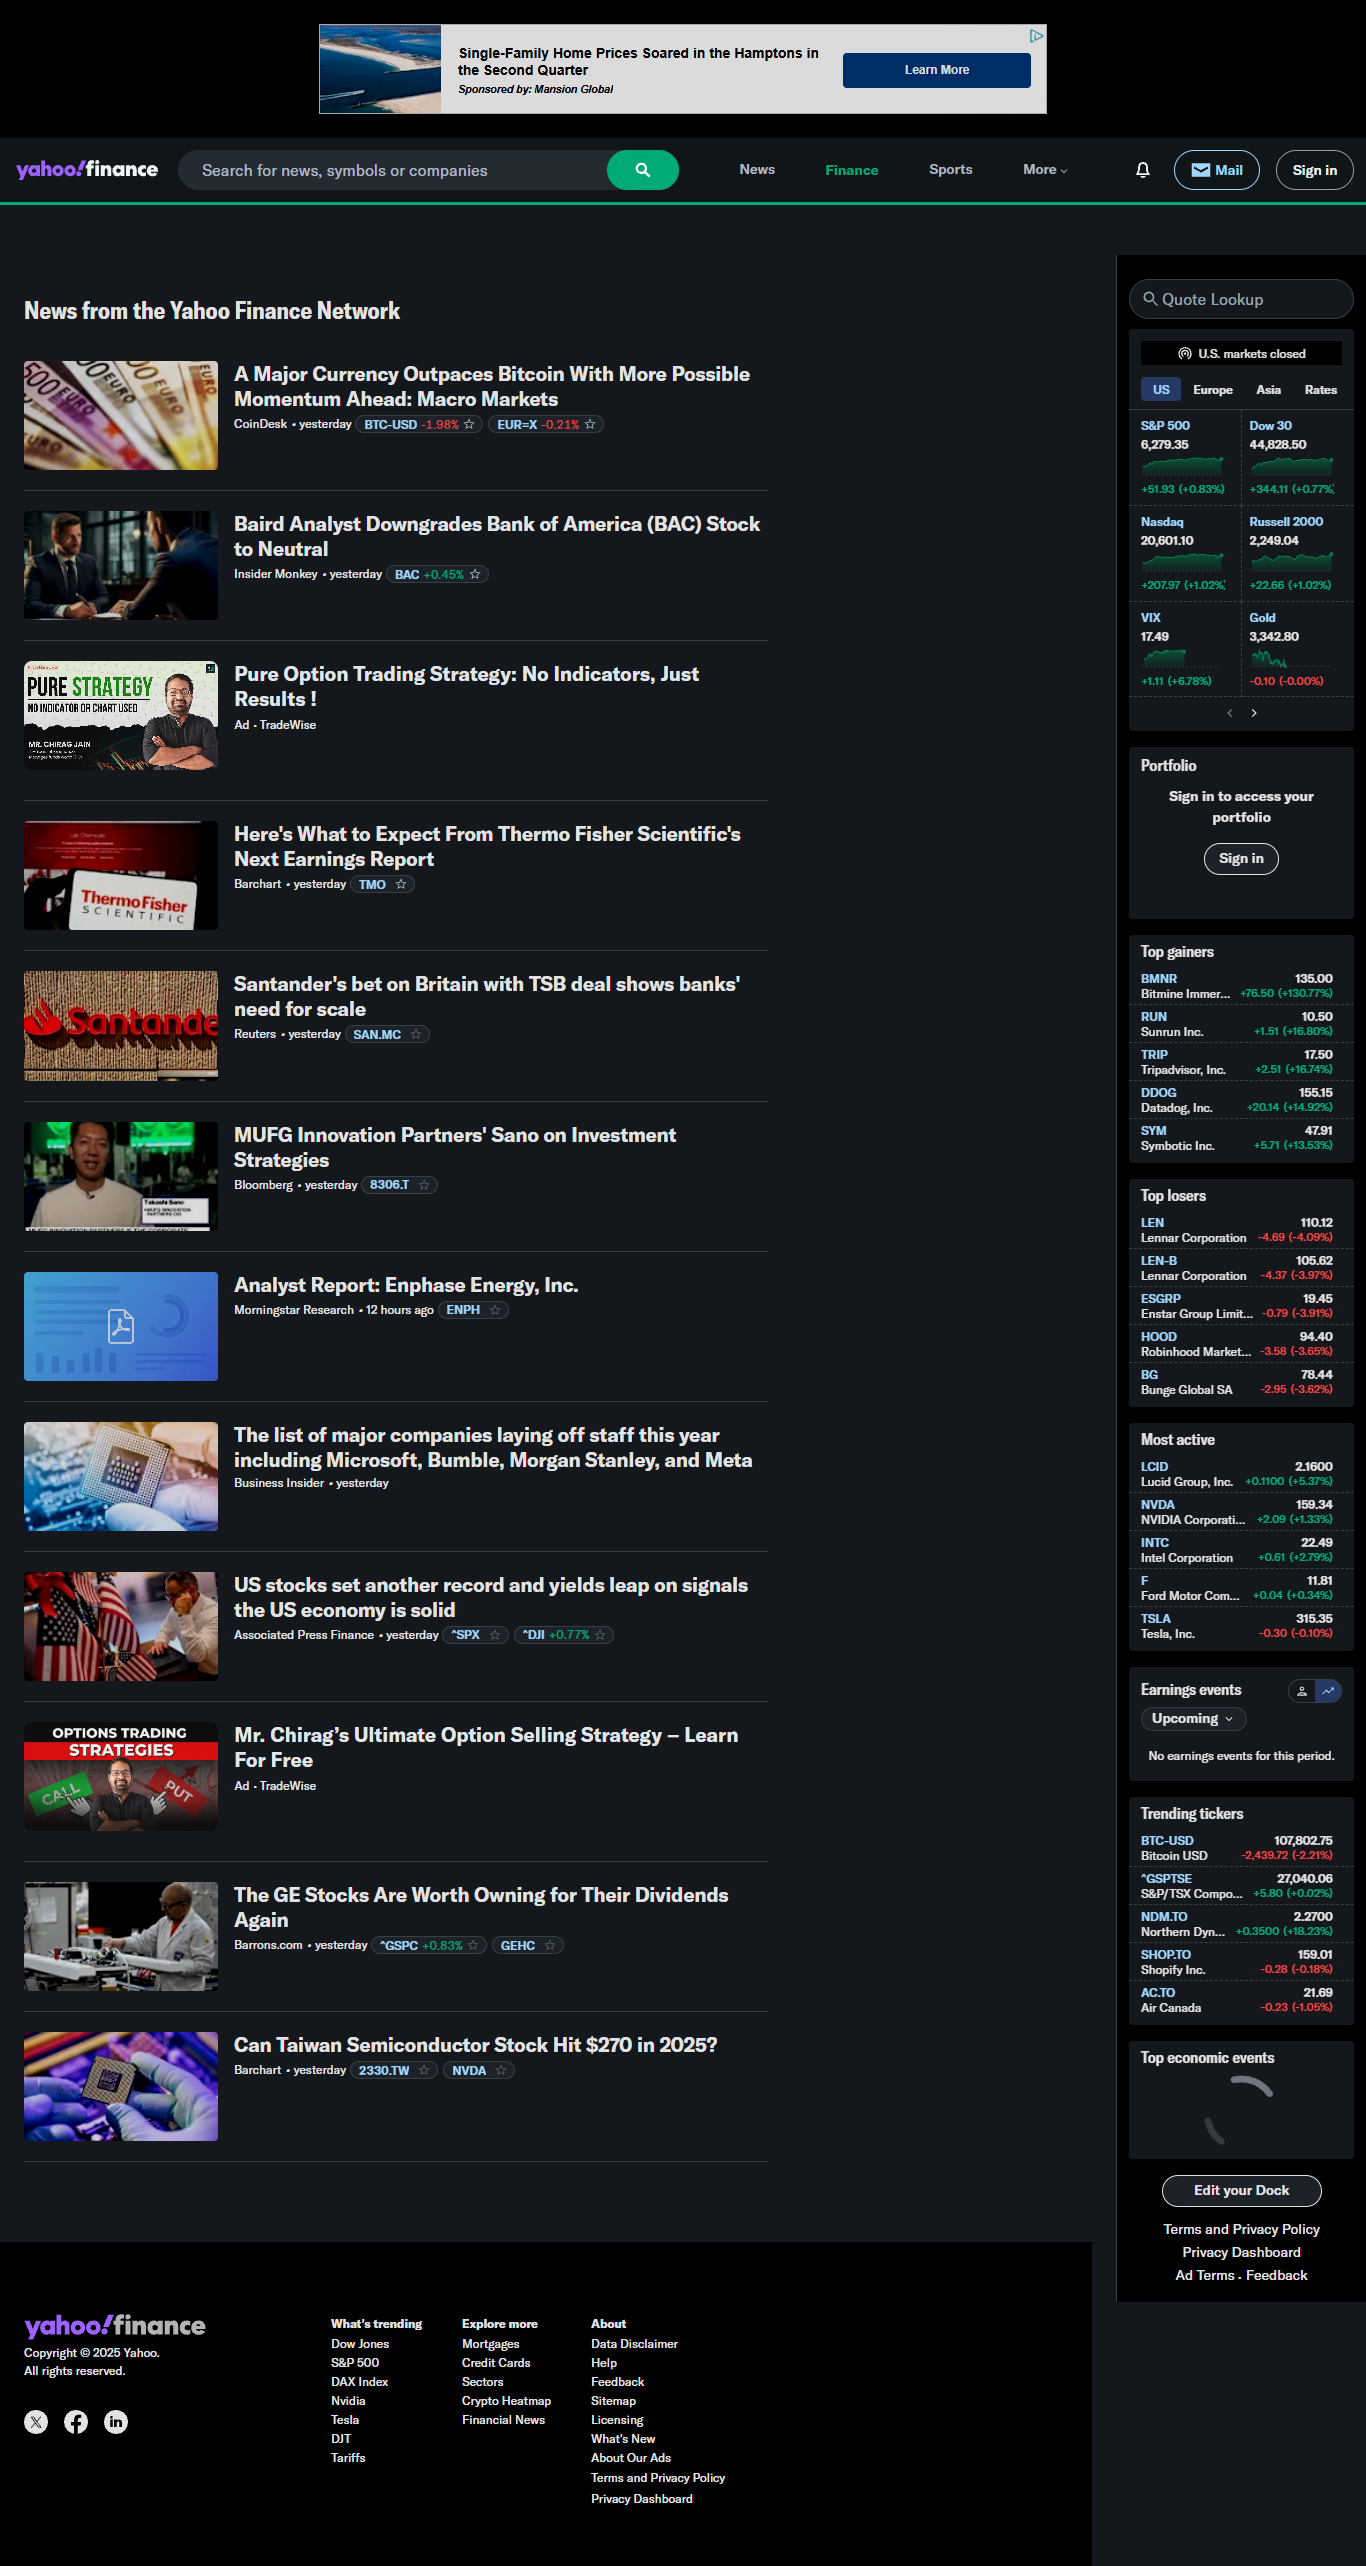 Single-Family Home Prices Soared in the Hamptons in
the Second Quarter
Sponsored by: Mansion Global
Learn More
yahoo!finance
Search for news, symbols or companies
News
Finance
Sports
More
Mail
Sign in
News from the Yahoo Finance Network
A Major Currency Outpaces Bitcoin With More Possible
Momentum Ahead: Macro Markets
CoinDesk • yesterday BTC-USD -1.98% EUR=X -0.21%
Baird Analyst Downgrades Bank of America (BAC) Stock
to Neutral
Insider Monkey • yesterday BAC +0.45%
PURE STRATEGY
NO INDICATOR OR CHART USED
MR. CHIRAG JAIN
Pure Option Trading Strategy: No Indicators, Just
Results !
Ad • TradeWise
ThermoFisher
SCIENTIFIC
Here's What to Expect From Thermo Fisher Scientific's
Next Earnings Report
Barchart • yesterday TMO
Santande
Santander's bet on Britain with TSB deal shows banks'
need for scale
Reuters • yesterday SAN.MC
Takashi Sano
MUFG INNOVATION
PARTNERS CIO
MUFG Innovation Partners' Sano on Investment
Strategies
Bloomberg • yesterday 8306.T
Analyst Report: Enphase Energy, Inc.
Morningstar Research • 12 hours ago ENPH
The list of major companies laying off staff this year
including Microsoft, Bumble, Morgan Stanley, and Meta
Business Insider • yesterday
US stocks set another record and yields leap on signals
the US economy is solid
Associated Press Finance • yesterday ^SPX ^DJI +0.77%
OPTIONS TRADING
STRATEGIES
CALL
PUT
Mr. Chirag’s Ultimate Option Selling Strategy – Learn
For Free
Ad • TradeWise
The GE Stocks Are Worth Owning for Their Dividends
Again
Barrons.com • yesterday ^GSPC +0.83% GEHC
Can Taiwan Semiconductor Stock Hit $270 in 2025?
Barchart • yesterday 2330.TW NVDA
Quote Lookup
U.S. markets closed
US Europe Asia Rates
S&P 500
6,279.35
+51.93 (+0.83%)
Dow 30
44,828.50
+344.11 (+0.77%)
Nasdaq
20,601.10
+207.97 (+1.02%)
Russell 2000
2,249.04
+22.66 (+1.02%)
VIX
17.49
+1.11 (+6.78%)
Gold
3,342.80
-0.10 (-0.00%)
Portfolio
Sign in to access your
portfolio
Sign in
Top gainers
BMNR 135.00
Bitmine Immer... +76.50 (+130.77%)
RUN 10.50
Sunrun Inc. +1.51 (+16.80%)
TRIP 17.50
Tripadvisor, Inc. +2.51 (+16.74%)
DDOG 155.15
Datadog, Inc. +20.14 (+14.92%)
SYM 47.91
Symbotic Inc. +5.71 (+13.53%)
Top losers
LEN 110.12
Lennar Corporation -4.69 (-4.09%)
LEN-B 105.62
Lennar Corporation -4.37 (-3.97%)
ESGRP 19.45
Enstar Group Limit... -0.79 (-3.91%)
HOOD 94.40
Robinhood Market... -3.58 (-3.65%)
BG 78.44
Bunge Global SA -2.95 (-3.62%)
Most active
LCID 2.1600
Lucid Group, Inc. +0.1100 (+5.37%)
NVDA 159.34
NVIDIA Corporati... +2.09 (+1.33%)
INTC 22.49
Intel Corporation +0.61 (+2.79%)
F 11.81
Ford Motor Com... +0.04 (+0.34%)
TSLA 315.35
Tesla, Inc. -0.30 (-0.10%)
Earnings events
Upcoming
No earnings events for this period.
Trending tickers
BTC-USD 107,802.75
Bitcoin USD -2,439.72 (-2.21%)
^GSPTSE 27,040.06
S&P/TSX Compo... +5.80 (+0.02%)
NDM.TO 2.2700
Northern Dyn... +0.3500 (+18.23%)
SHOP.TO 159.01
Shopify Inc. -0.28 (-0.18%)
AC.TO 21.69
Air Canada -0.23 (-1.05%)
Top economic events
Edit your Dock
Terms and Privacy Policy
Privacy Dashboard
Ad Terms • Feedback
yahoo!finance
Copyright © 2025 Yahoo.
All rights reserved.
What's trending
Dow Jones
S&P 500
DAX Index
Nvidia
Tesla
DJT
Tariffs
Explore more
Mortgages
Credit Cards
Sectors
Crypto Heatmap
Financial News
About
Data Disclaimer
Help
Feedback
Sitemap
Licensing
What's New
About Our Ads
Terms and Privacy Policy
Privacy Dashboard